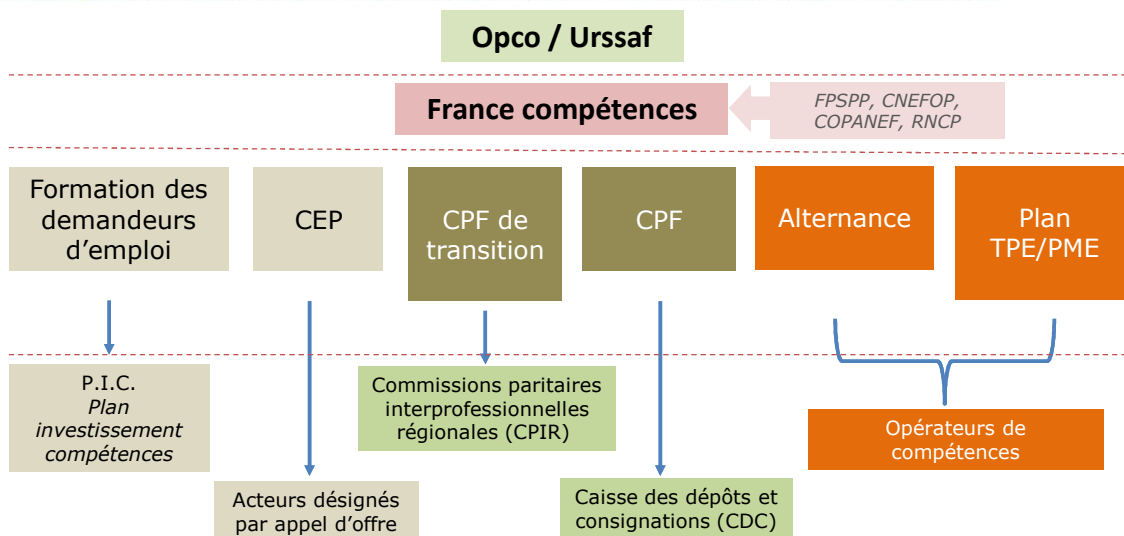 Opco / Urssaf
France compétences
FPSPP, CNEFOP,
COPANEF, RNCP
Formation des
demandeurs
d’emploi
CEP
CPF de
transition
CPF
Alternance
Plan
TPE/PME
P.I.C.
Plan
investissement
compétences
Commissions paritaires
interprofessionnelles
régionales (CPIR)
Opérateurs de
compétences
Acteurs désignés
par appel d’offre
Caisse des dépôts et
consignations (CDC)